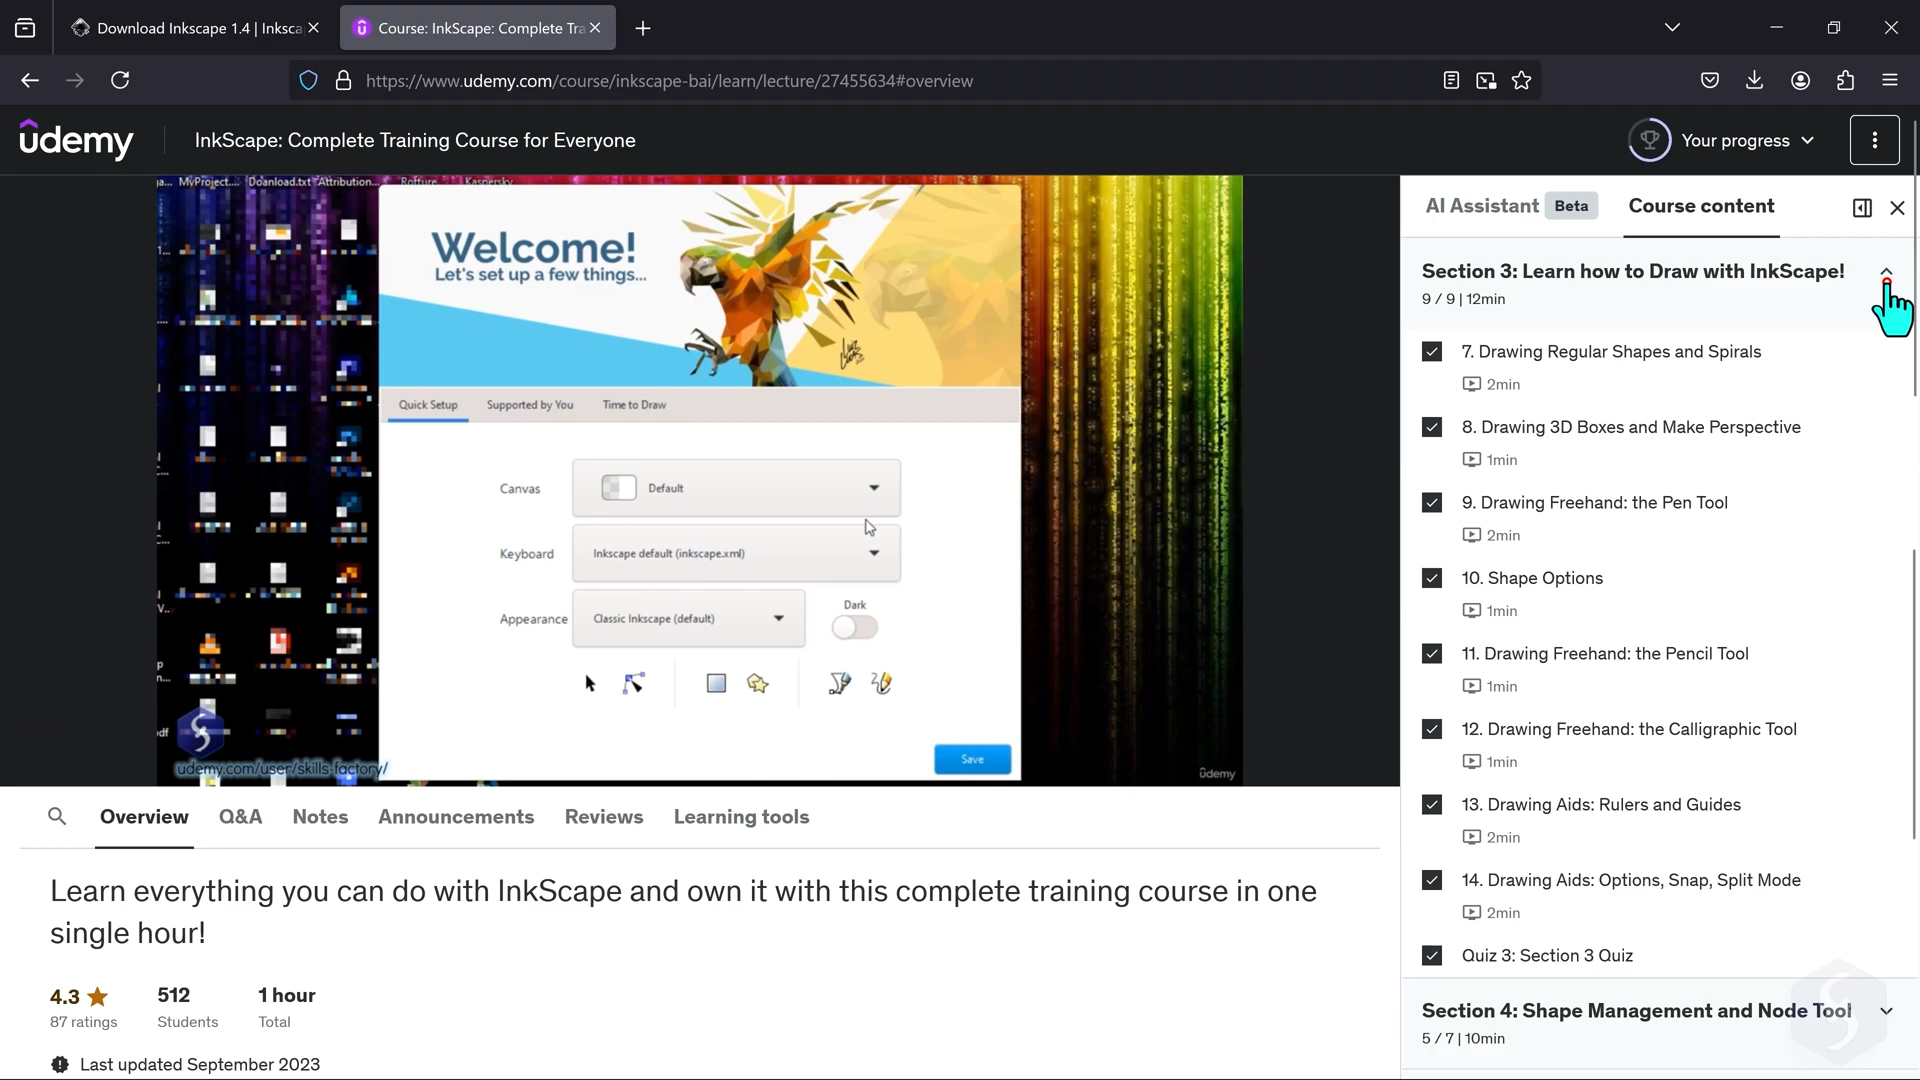 Download Inkscape 1.4 | Inksca
Course: InkScape: Complete Tra
https://www.udemy.com/course/inkscape-bai/learn/lecture/27455634#overview
udemy
InkScape: Complete Training Course for Everyone
Your progress
MyProject....
Doanload.txt
Attribution...
Kaspersky
Welcome!
Let's set up a few things...
Quick Setup
Supported by You
Time to Draw
Canvas
Default
Keyboard
Inkscape default (inkscape.xml)
Appearance
Classic Inkscape (default)
Dark
Save
udemy.com/user/skills-factory/
udemy
AI Assistant
Beta
Course content
Section 3: Learn how to Draw with InkScape!
9 / 9 | 12min
7. Drawing Regular Shapes and Spirals
2min
8. Drawing 3D Boxes and Make Perspective
1min
9. Drawing Freehand: the Pen Tool
2min
10. Shape Options
1min
11. Drawing Freehand: the Pencil Tool
1min
12. Drawing Freehand: the Calligraphic Tool
1min
13. Drawing Aids: Rulers and Guides
2min
14. Drawing Aids: Options, Snap, Split Mode
2min
Quiz 3: Section 3 Quiz
Section 4: Shape Management and Node Tool
5 / 7 | 10min
Overview
Q&A
Notes
Announcements
Reviews
Learning tools
Learn everything you can do with InkScape and own it with this complete training course in one
single hour!
4.3
512
1 hour
87 ratings
Students
Total
Last updated September 2023